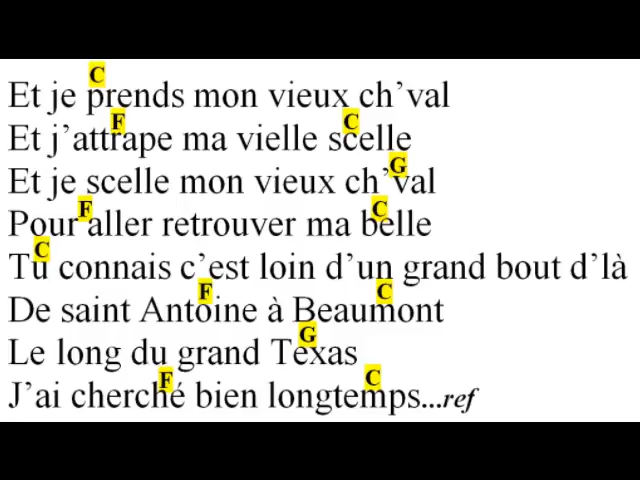 C
Et je prends mon vieux ch’val
F C
Et j’attrape ma vielle scelle
G
Et je scelle mon vieux ch’val
F C
Pour aller retrouver ma belle
C
Tu connais c’est loin d’un grand bout d’là
F C
De saint Antoine à Beaumont
G
Le long du grand Texas
F C
J’ai cherché bien longtemps...ref